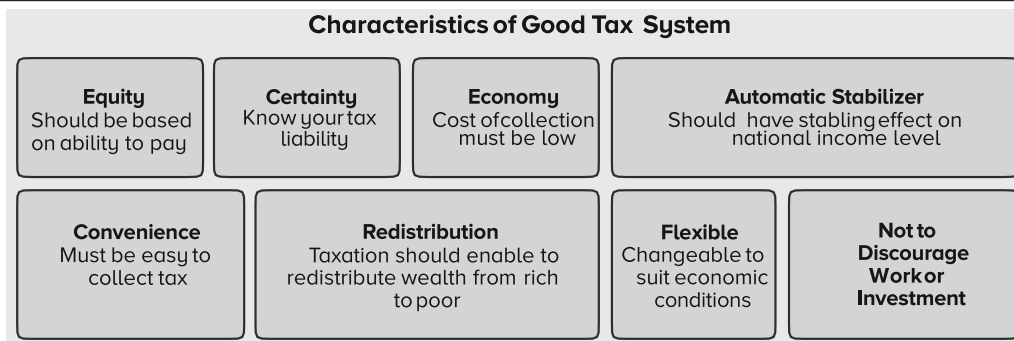 Characteristics of Good Tax System
Equity
Should be based
on ability to pay
Certainty
Know your tax
liability
Economy
Cost of collection
must be low
Automatic Stabilizer
Should have stabling effect on
national income level
Convenience
Must be easy to
collect tax
Redistribution
Taxation should enable to
redistribute wealth from rich
to poor
Flexible
Changeable to
suit economic
conditions
Not to
Discourage
Work or
Investment